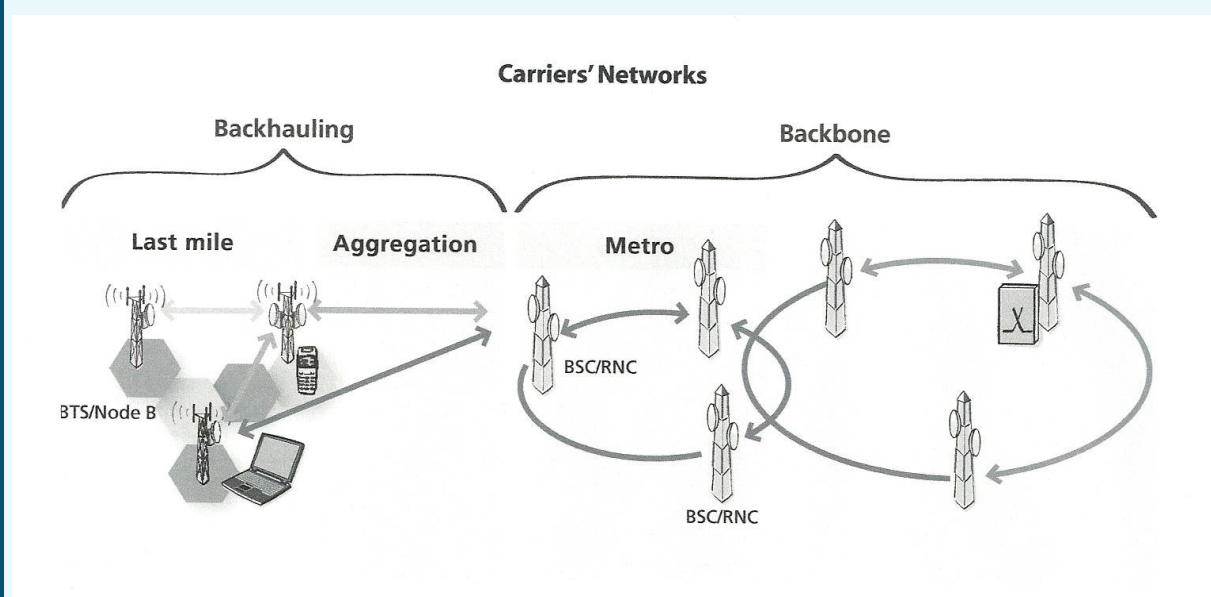 Carriers' Networks
Backhauling
Backbone
Last mile
Aggregation
Metro
BSC/RNC
BTS/Node B
BSC/RNC